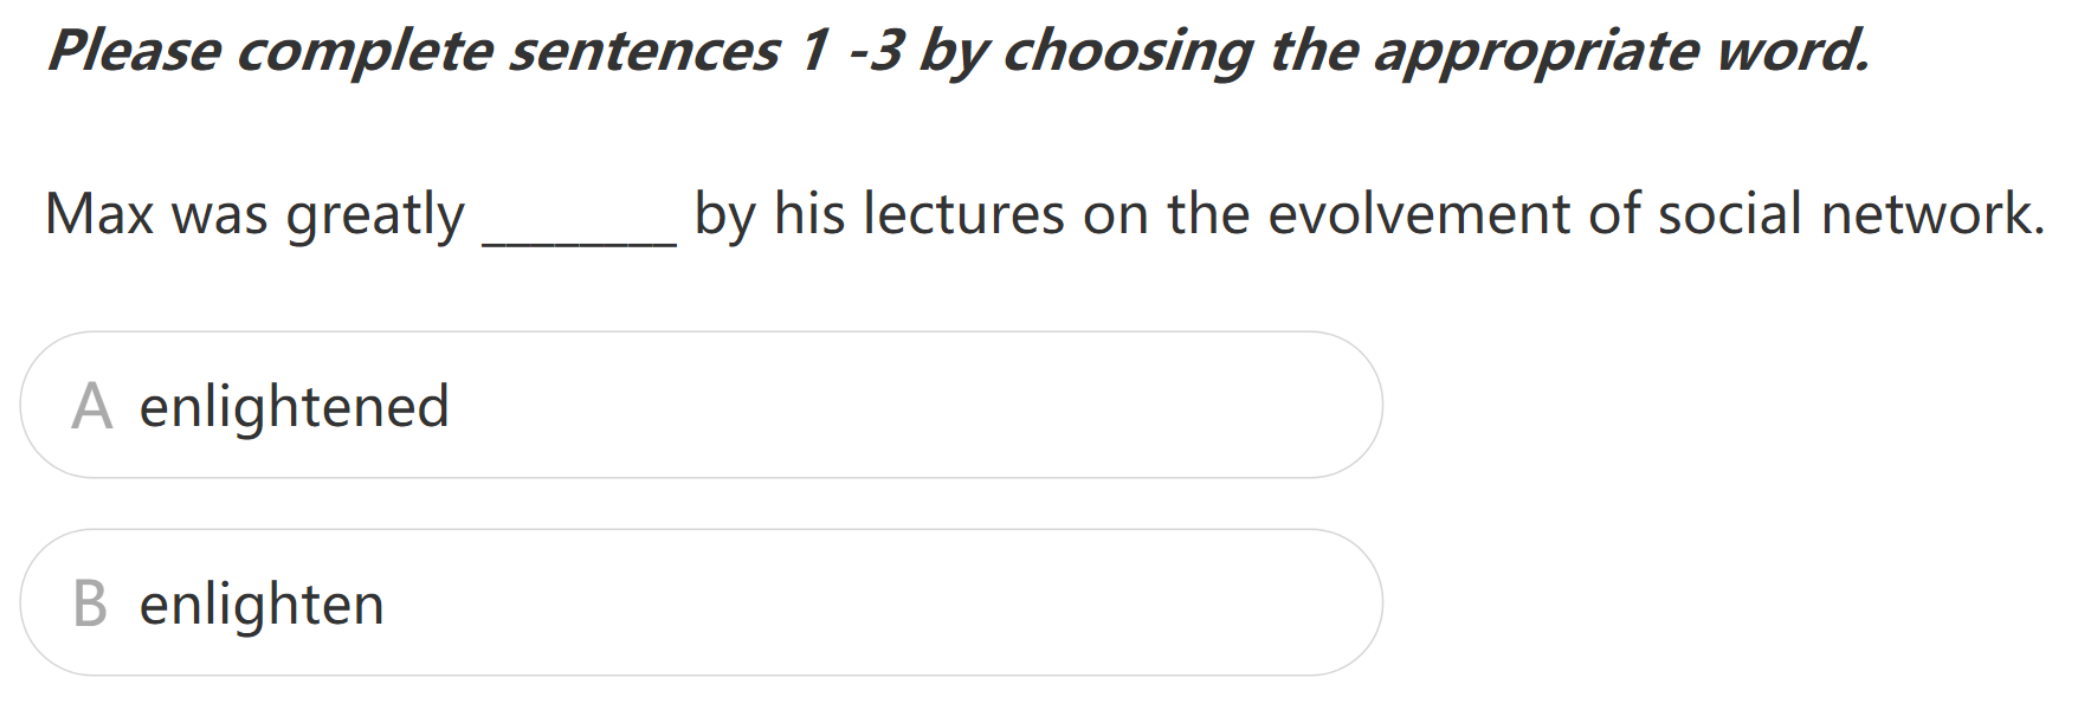 Please complete sentences 1 -3 by choosing the appropriate word.
Max was greatly ________ by his lectures on the evolvement of social network.
A enlightened
B enlighten